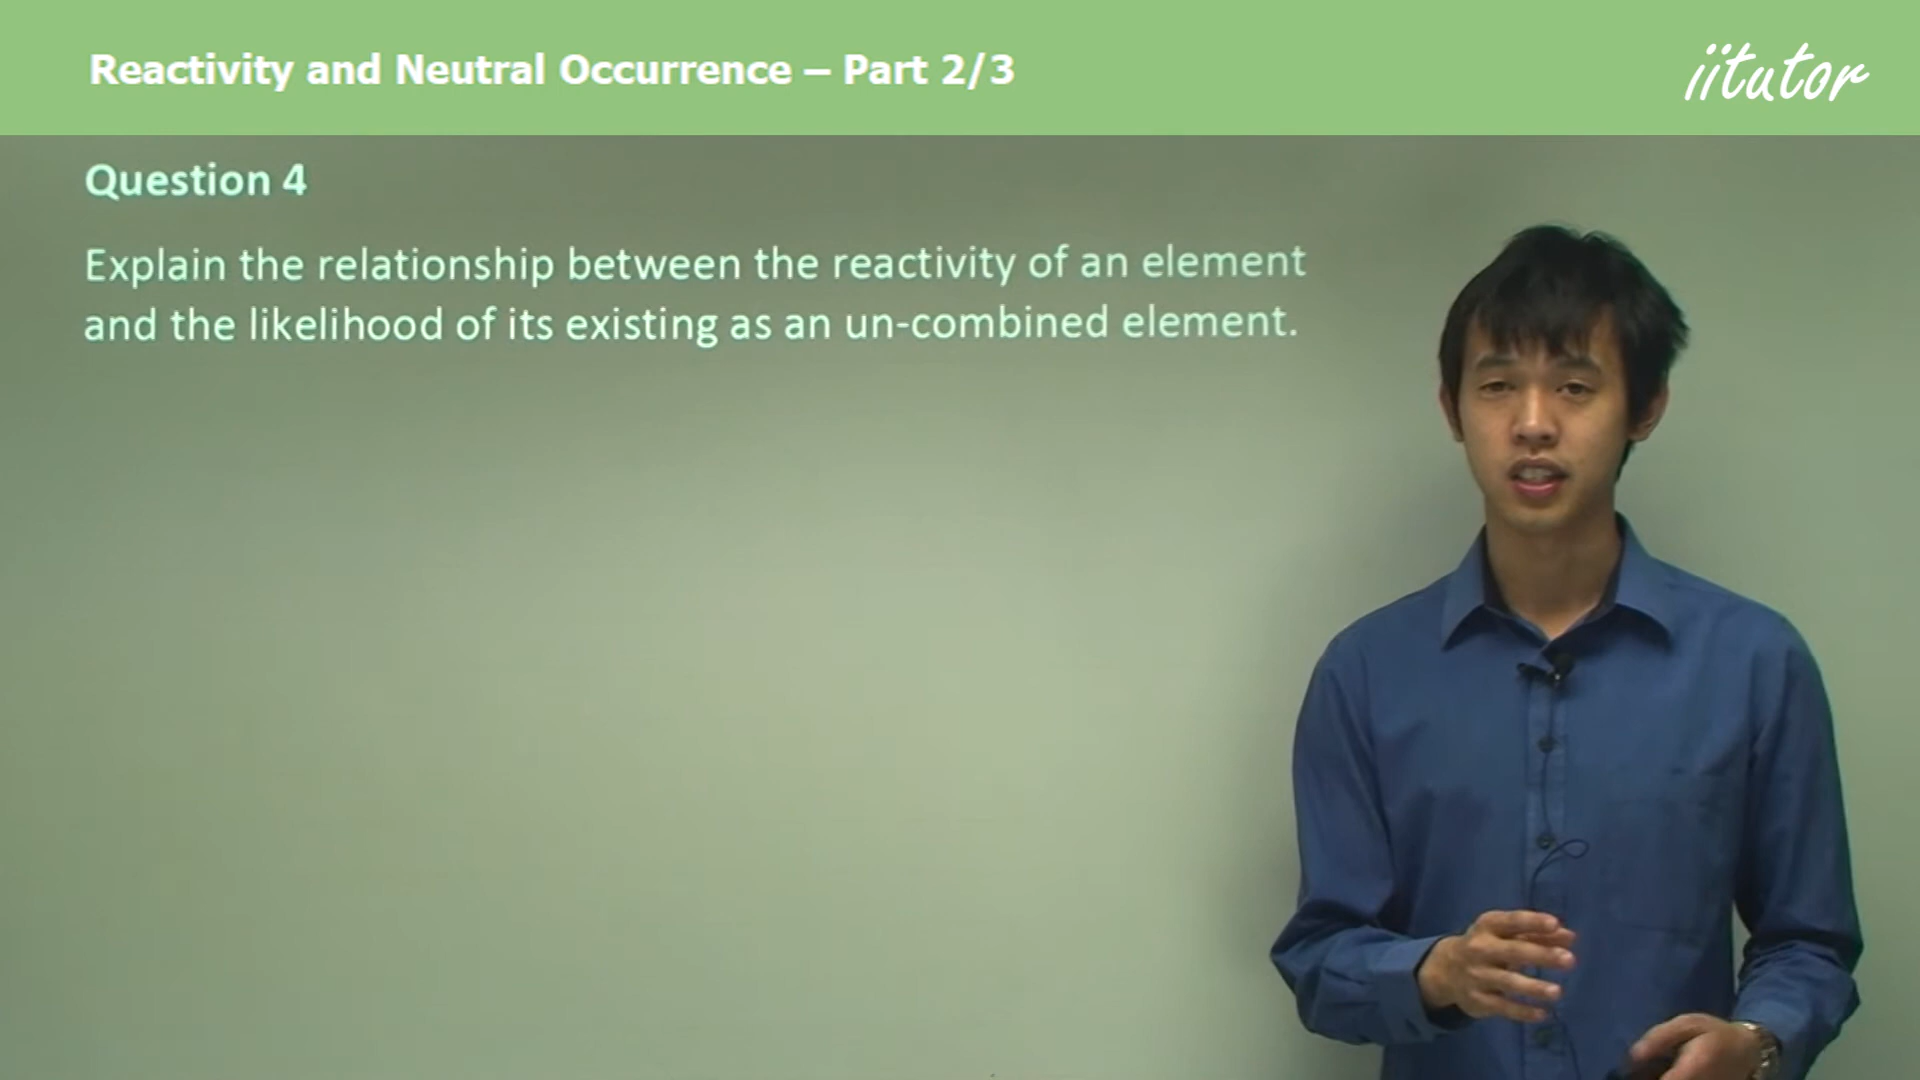 Reactivity and Neutral Occurrence – Part 2/3
iitutor
Question 4
Explain the relationship between the reactivity of an element
and the likelihood of its existing as an un-combined element.